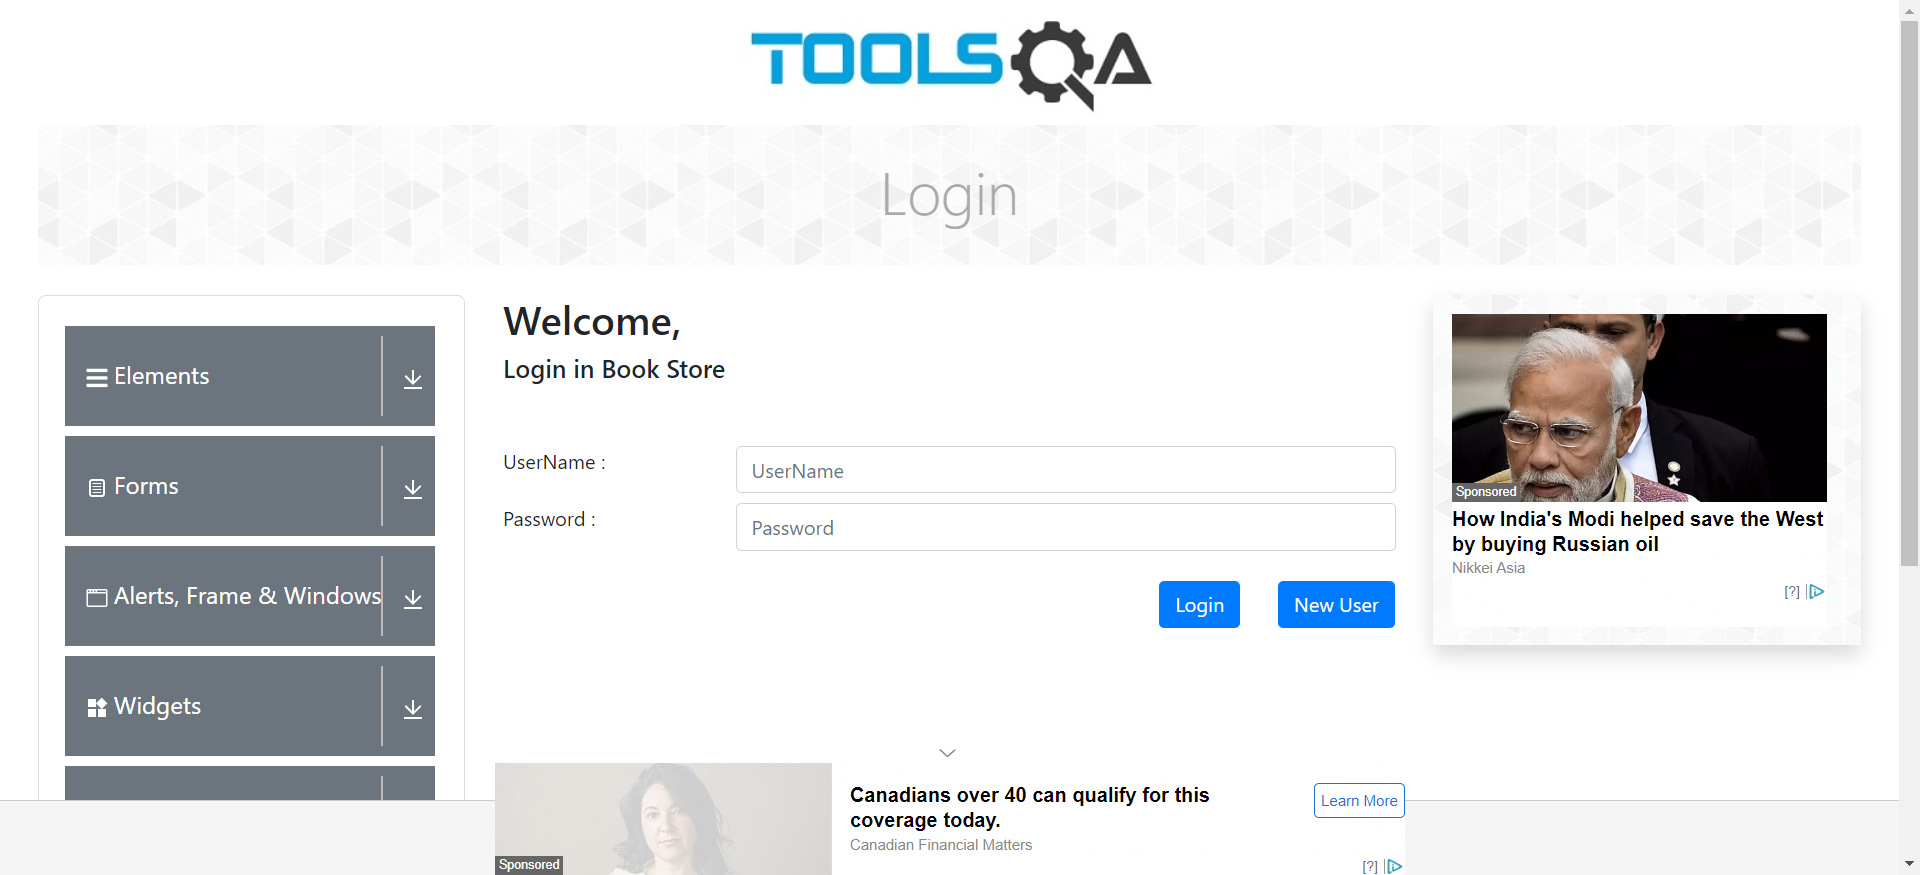 TOOLSQA
Login
Elements
Forms
Alerts, Frame & Windows
Widgets
Welcome,
Login in Book Store
UserName :
UserName
Password :
Password
Login
New User
Sponsored
How India's Modi helped save the West
by buying Russian oil
Nikkei Asia
[?]
Sponsored
Canadians over 40 can qualify for this
coverage today.
Canadian Financial Matters
Learn More
[?]